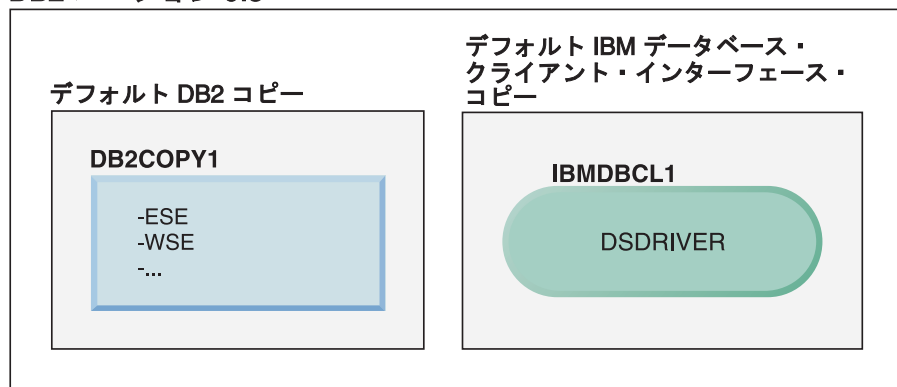 デフォルト DB2 コピー
DB2COPY1
-ESE
-WSE
-...
デフォルト IBM データベース・
クライアント・インターフェース・
コピー
IBMDBCL1
DSDRIVER